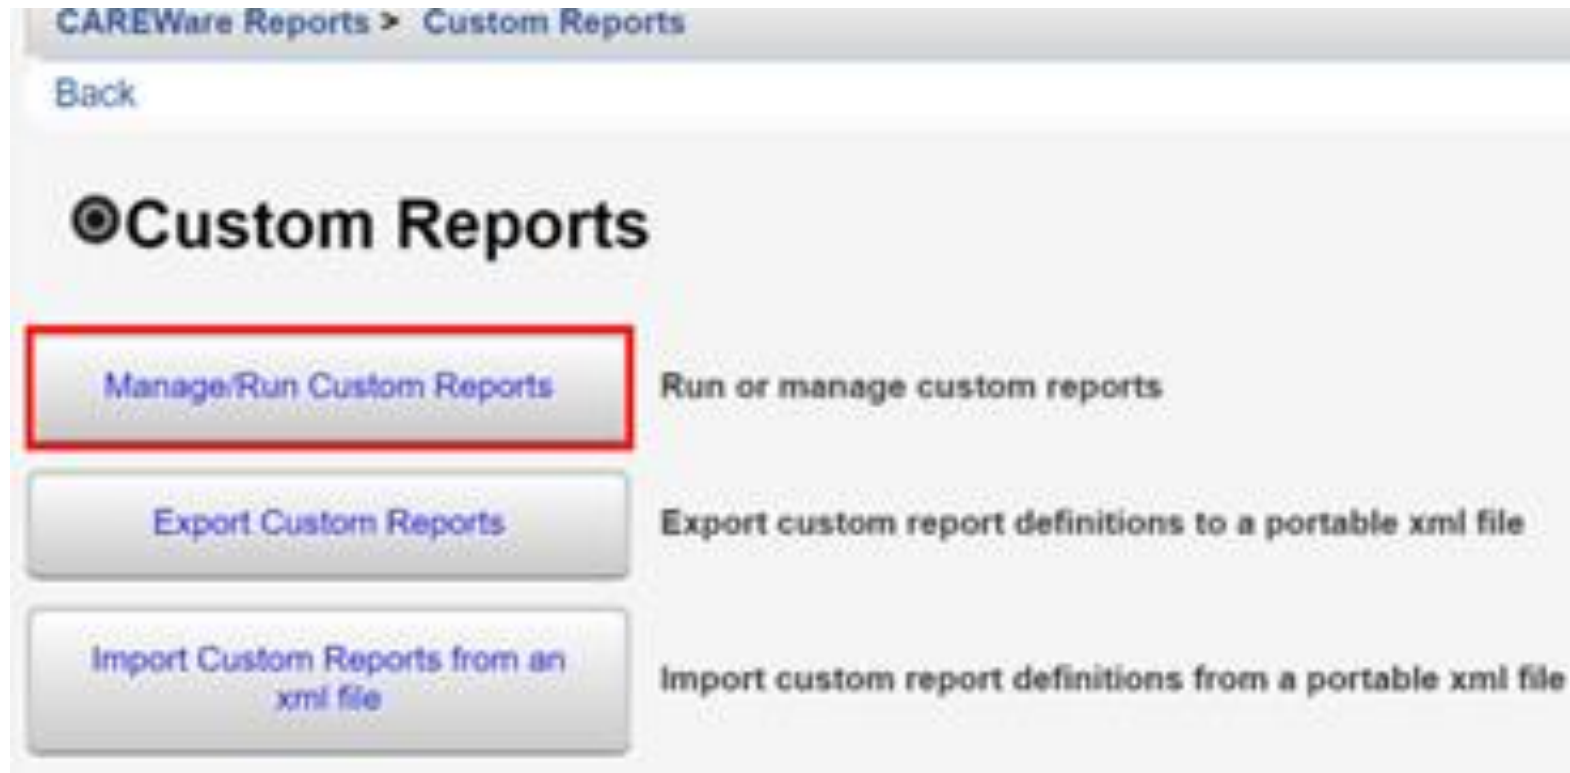 CAREWare Reports > Custom Reports
Back
Custom Reports
Manage/Run Custom Reports
Run or manage custom reports
Export Custom Reports
Export custom report definitions to a portable xml file
Import Custom Reports from an
xml file
Import custom report definitions from a portable xml file